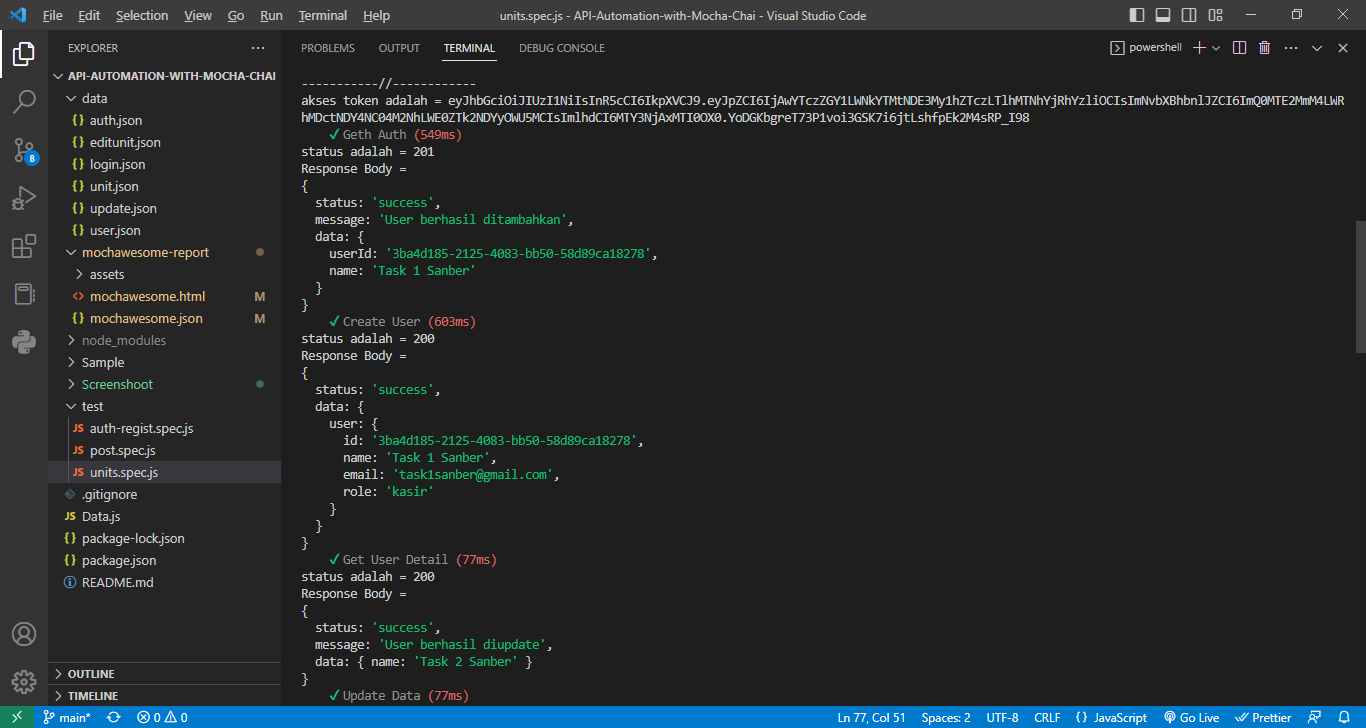 File Edit Selection View Go Run Terminal Help units.spec.js - API-Automation-with-Mocha-Chai - Visual Studio Code
EXPLORER
API-AUTOMATION-WITH-MOCHA-CHAI
data
{} auth.json
{} editunit.json
{} login.json
{} unit.json
{} update.json
{} user.json
mochawesome-report
assets
<> mochawesome.html M
{} mochawesome.json M
node_modules
Sample
Screenshoot
test
JS auth-regist.spec.js
JS post.spec.js
JS units.spec.js
.gitignore
JS Data.js
{} package-lock.json
{} package.json
README.md
OUTLINE
TIMELINE
8
PROBLEMS OUTPUT TERMINAL DEBUG CONSOLE powershell
-----------//------------
akses token adalah = eyJhbGciOiJIUzI1NiIsInR5cCI6IkpXVCJ9.eyJpZCI6IjAwYTczZGY1LWNkYTMtNDE3My1hZTczLTlhMTNhYjRhYzliOCIsImNvbXBhbnlJZCI6ImQ0MTE2MmM4LWR
hMDctNDY4NC04M2NhLWE0ZTk2NDYyOWU5MCIsImlhdCI6MTY3NjAxMTI0OX0.YoDGKbgreT73P1voi3GSK7i6jtLshfpEk2M4sRP_I98
✓ Geth Auth (549ms)
status adalah = 201
Response Body =
{
status: 'success',
message: 'User berhasil ditambahkan',
data: {
userId: '3ba4d185-2125-4083-bb50-58d89ca18278',
name: 'Task 1 Sanber'
}
}
✓ Create User (603ms)
status adalah = 200
Response Body =
{
status: 'success',
data: {
user: {
id: '3ba4d185-2125-4083-bb50-58d89ca18278',
name: 'Task 1 Sanber',
email: 'task1sanber@gmail.com',
role: 'kasir'
}
}
}
✓ Get User Detail (77ms)
status adalah = 200
Response Body =
{
status: 'success',
message: 'User berhasil diupdate',
data: { name: 'Task 2 Sanber' }
}
✓ Update Data (77ms)
main* 0 0 Ln 77, Col 51 Spaces: 2 UTF-8 CRLF {} JavaScript Go Live Prettier